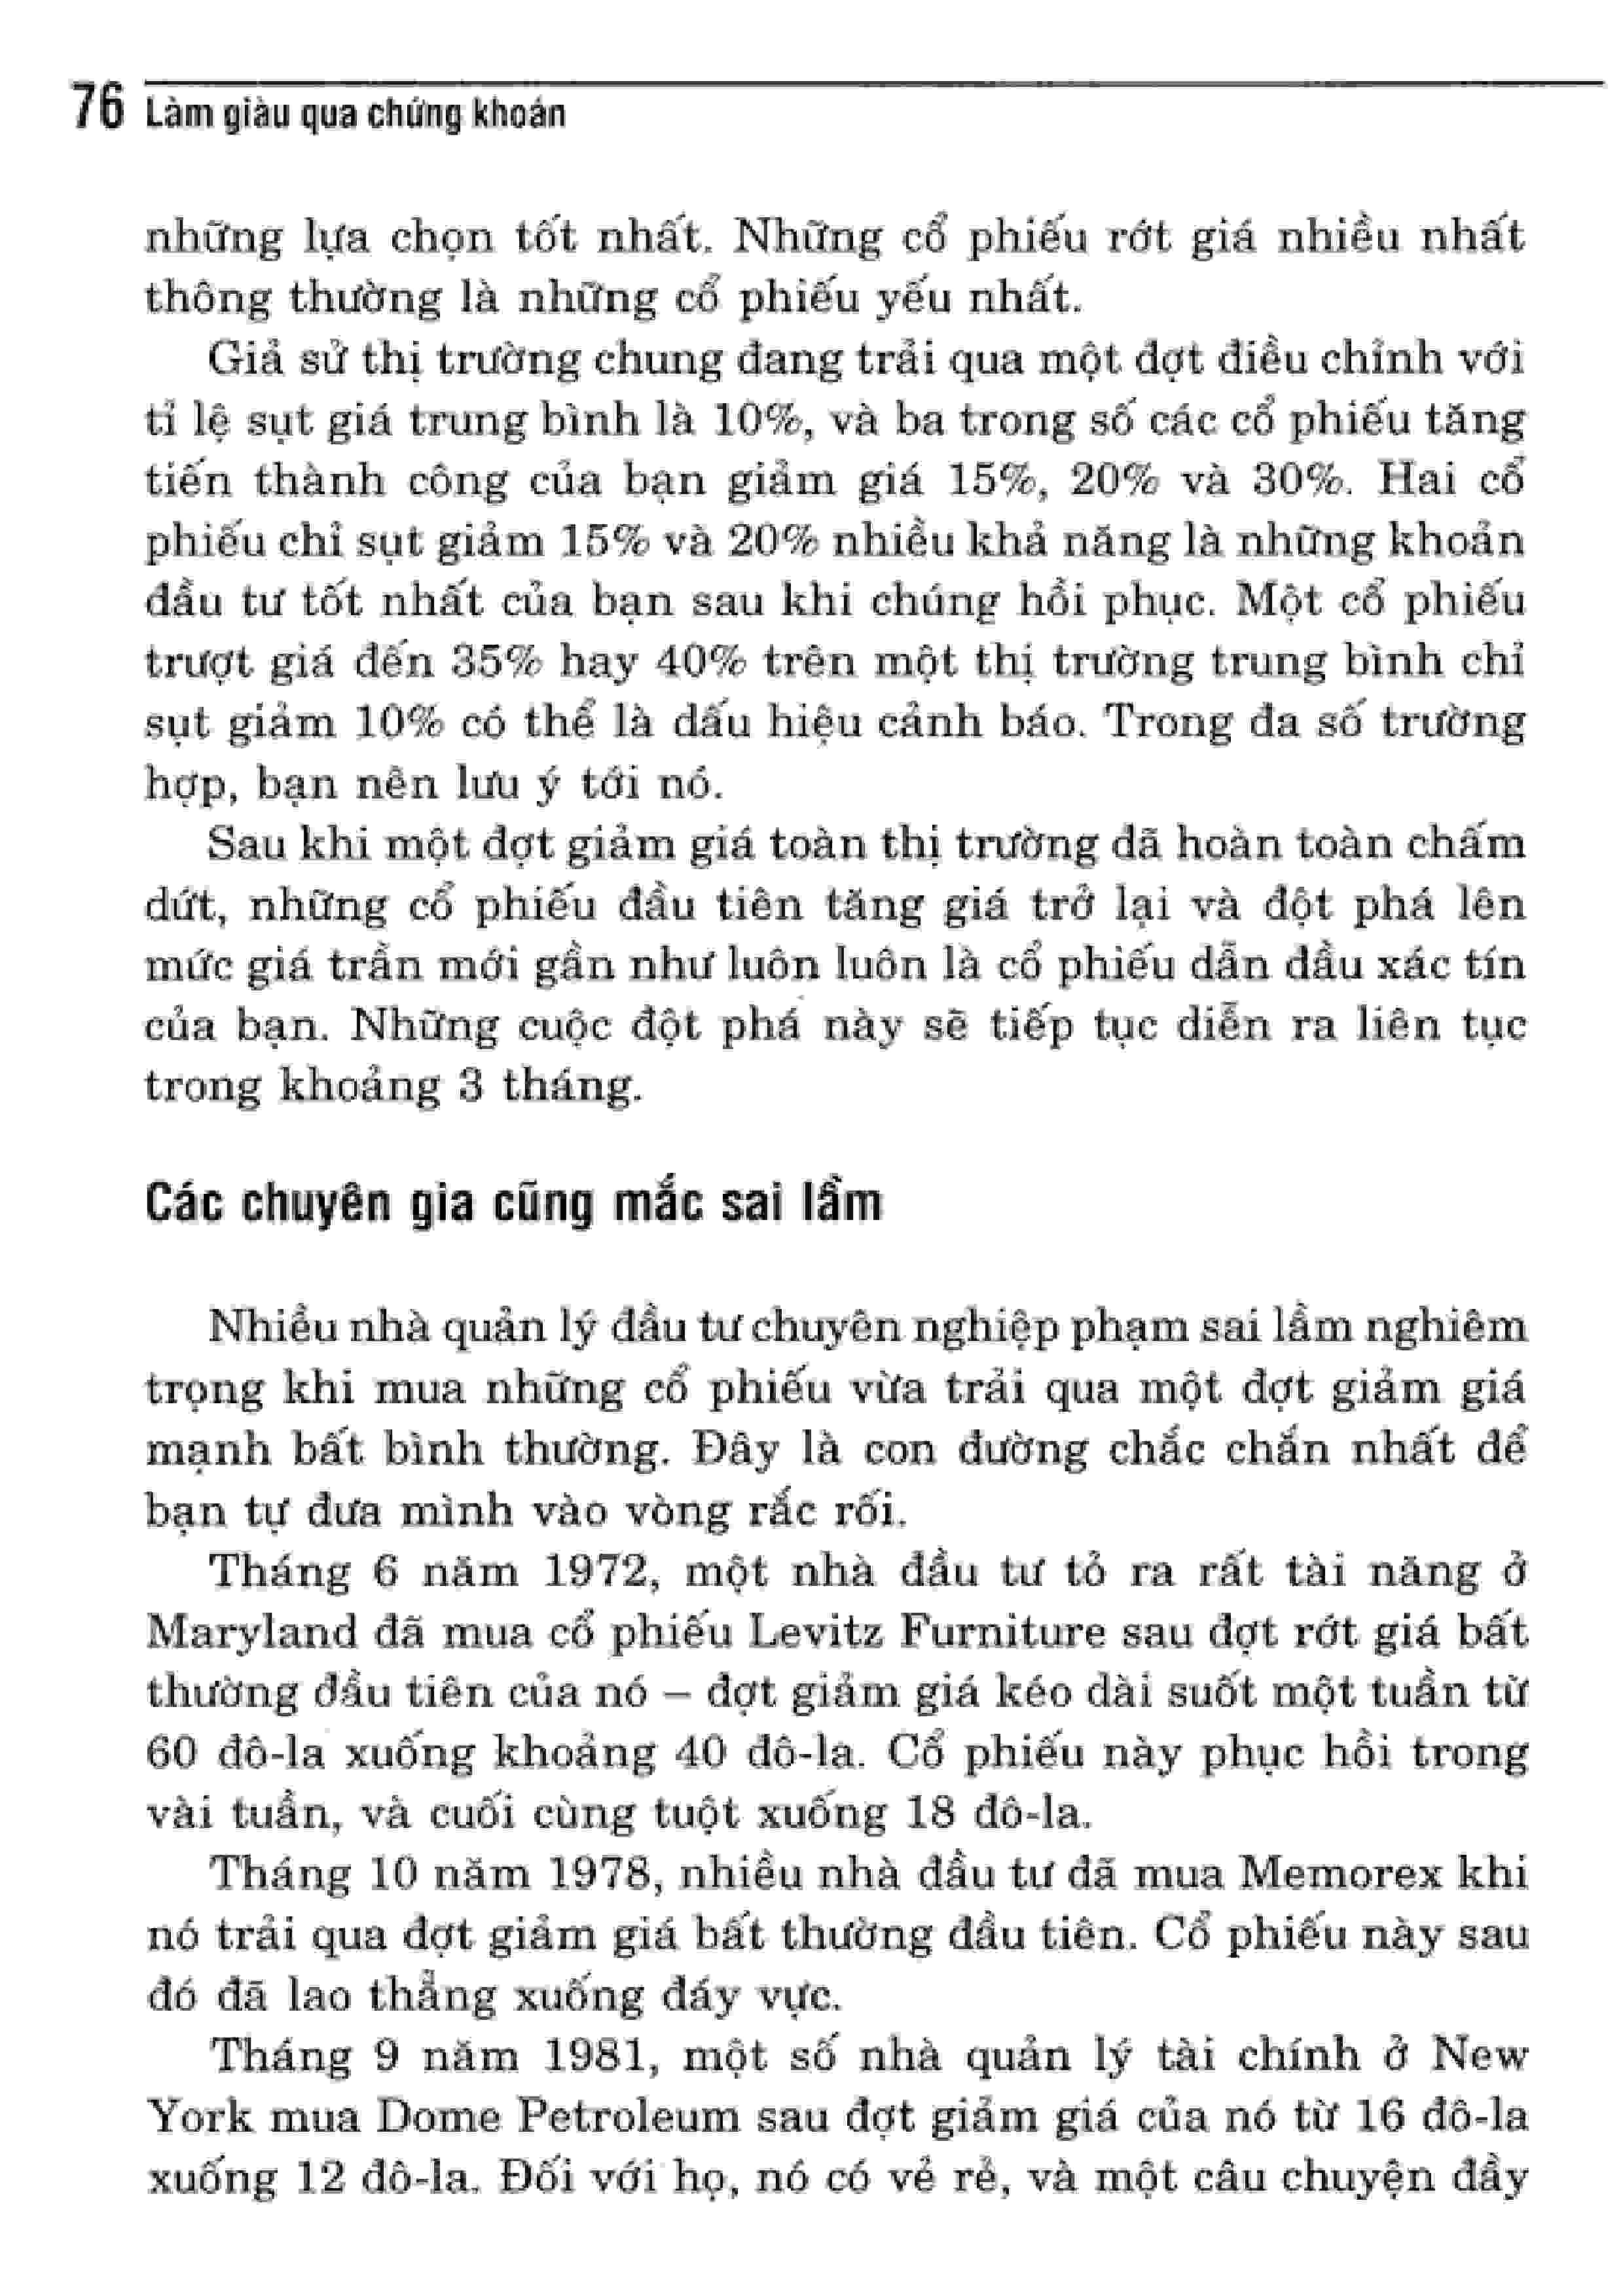 76 Làm giàu qua chứng khoán
những lựa chọn tốt nhất. Những cổ phiếu rớt giá nhiều nhất
thông thường là những cổ phiếu yếu nhất.
Giả sử thị trường chung đang trải qua một đợt điều chỉnh với
tỉ lệ sụt giá trung bình là 10%, và ba trong số các cổ phiếu tăng
tiến thành công của bạn giảm giá 15%, 20% và 30%. Hai cổ
phiếu chỉ sụt giảm 15% và 20% nhiều khả năng là những khoản
đầu tư tốt nhất của bạn sau khi chúng hồi phục. Một cổ phiếu
trượt giá đến 35% hay 40% trên một thị trường trung bình chỉ
sụt giảm 10% có thể là dấu hiệu cảnh báo. Trong đa số trường
hợp, bạn nên lưu ý tới nó.
Sau khi một đợt giảm giá toàn thị trường đã hoàn toàn chấm
dứt, những cổ phiếu đầu tiên tăng giá trở lại và đột phá lên
mức giá trần mới gần như luôn luôn là cổ phiếu dẫn đầu xác tín
của bạn. Những cuộc đột phá này sẽ tiếp tục diễn ra liên tục
trong khoảng 3 tháng.
Các chuyên gia cũng mắc sai lầm
Nhiều nhà quản lý đầu tư chuyên nghiệp phạm sai lầm nghiêm
trọng khi mua những cổ phiếu vừa trải qua một đợt giảm giá
mạnh bất bình thường. Đây là con đường chắc chắn nhất để
bạn tự đưa mình vào vòng rắc rối.
Tháng 6 năm 1972, một nhà đầu tư tỏ ra rất tài năng ở
Maryland đã mua cổ phiếu Levitz Furniture sau đợt rớt giá bất
thường đầu tiên của nó – đợt giảm giá kéo dài suốt một tuần từ
60 đô-la xuống khoảng 40 đô-la. Cổ phiếu này phục hồi trong
vài tuần, và cuối cùng tuột xuống 18 đô-la.
Tháng 10 năm 1978, nhiều nhà đầu tư đã mua Memorex khi
nó trải qua đợt giảm giá bất thường đầu tiên. Cổ phiếu này sau
đó đã lao thẳng xuống đáy vực.
Tháng 9 năm 1981, một số nhà quản lý tài chính ở New
York mua Dome Petroleum sau đợt giảm giá của nó từ 16 đô-la
xuống 12 đô-la. Đối với họ, nó có vẻ rẻ, và một câu chuyện đầy